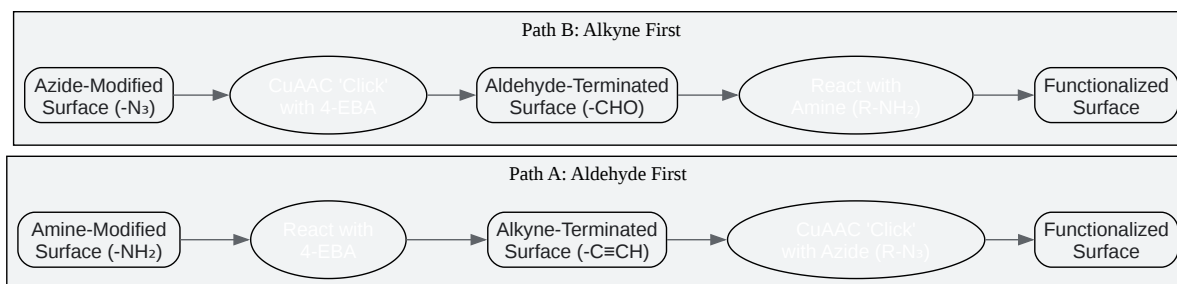 Path B: Alkyne First
Azide-Modified
Surface (-N₃)
CuAAC 'Click'
with 4-EBA
Aldehyde-Terminated
Surface (-CHO)
React with
Amine (R-NH₂)
Functionalized
Surface
Path A: Aldehyde First
Amine-Modified
Surface (-NH₂)
React with
4-EBA
Alkyne-Terminated
Surface (-C≡CH)
CuAAC 'Click'
with Azide (R-N₃)
Functionalized
Surface